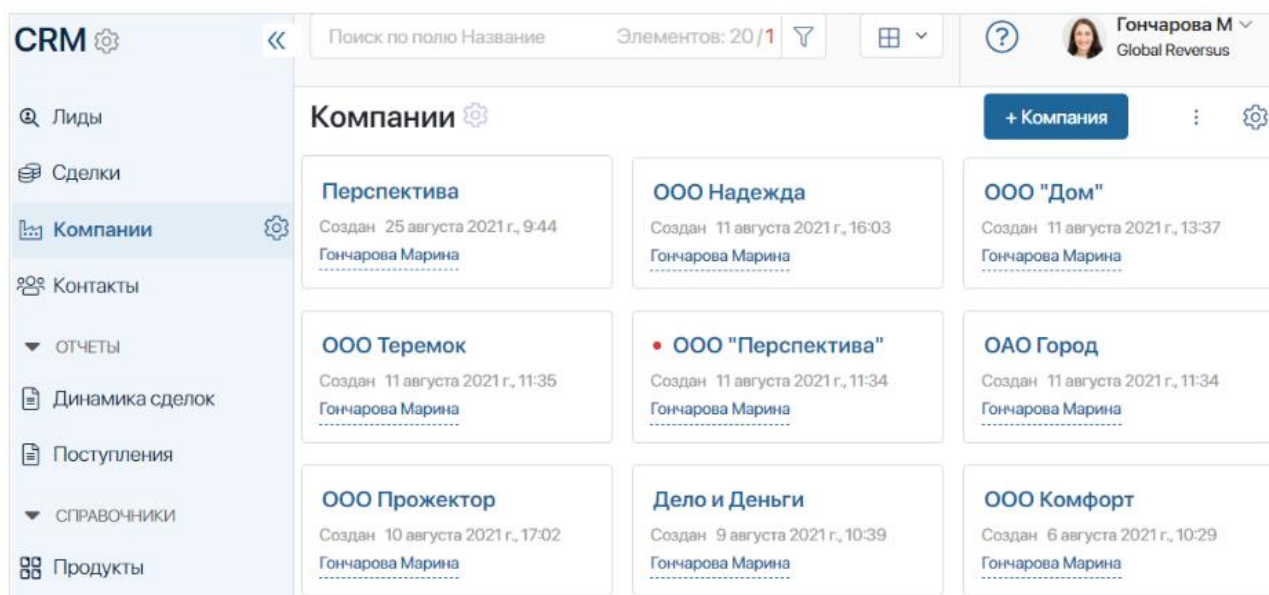 CRM
Поиск по полю Название Элементов: 20/1
Гончарова М
Global Reversus
Лиды
Сделки
Компании
Контакты
ОТЧЕТЫ
Динамика сделок
Поступления
СПРАВОЧНИКИ
Продукты
Компании
+ Компания
Перспектива
Создан 25 августа 2021 г., 9:44
Гончарова Марина
ООО Надежда
Создан 11 августа 2021 г., 16:03
Гончарова Марина
ООО "Дом"
Создан 11 августа 2021 г., 13:37
Гончарова Марина
ООО Теремок
Создан 11 августа 2021 г., 11:35
Гончарова Марина
ООО "Перспектива"
Создан 11 августа 2021 г., 11:34
Гончарова Марина
ОАО Город
Создан 11 августа 2021 г., 11:34
Гончарова Марина
ООО Прожектор
Создан 10 августа 2021 г., 17:02
Гончарова Марина
Дело и Деньги
Создан 9 августа 2021 г., 10:39
Гончарова Марина
ООО Комфорт
Создан 6 августа 2021 г., 10:29
Гончарова Марина